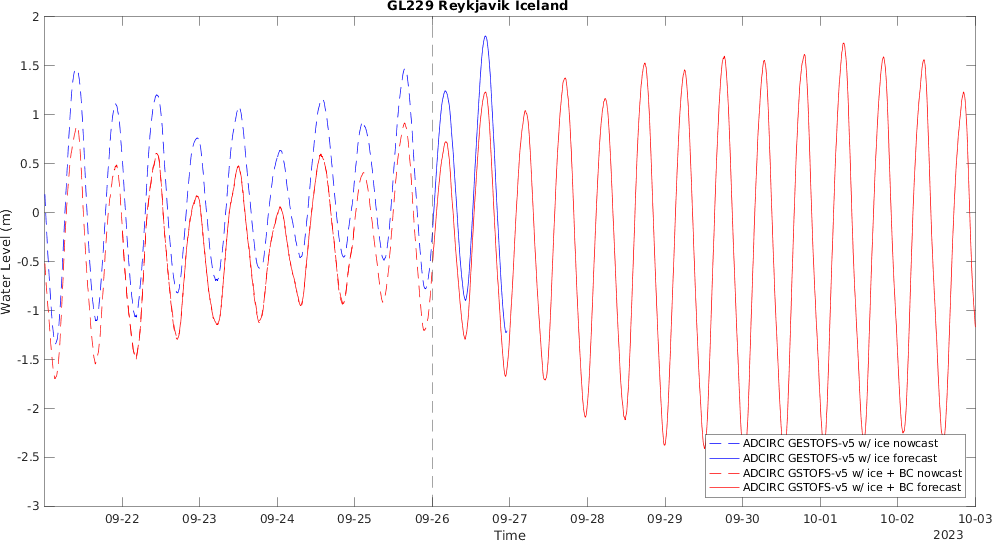 GL229 Reykjavik Iceland
2
1.5
1
0.5
0
-0.5
-1
-1.5
-2
-2.5
-3
Water Level (m)
ADCIRC GESTOFS-v5 w/ ice nowcast
ADCIRC GESTOFS-v5 w/ ice forecast
ADCIRC GSTOFS-v5 w/ ice + BC nowcast
ADCIRC GSTOFS-v5 w/ ice + BC forecast
09-22 09-23 09-24 09-25 09-26 09-27 09-28 09-29 09-30 10-01 10-02 10-03
Time
2023